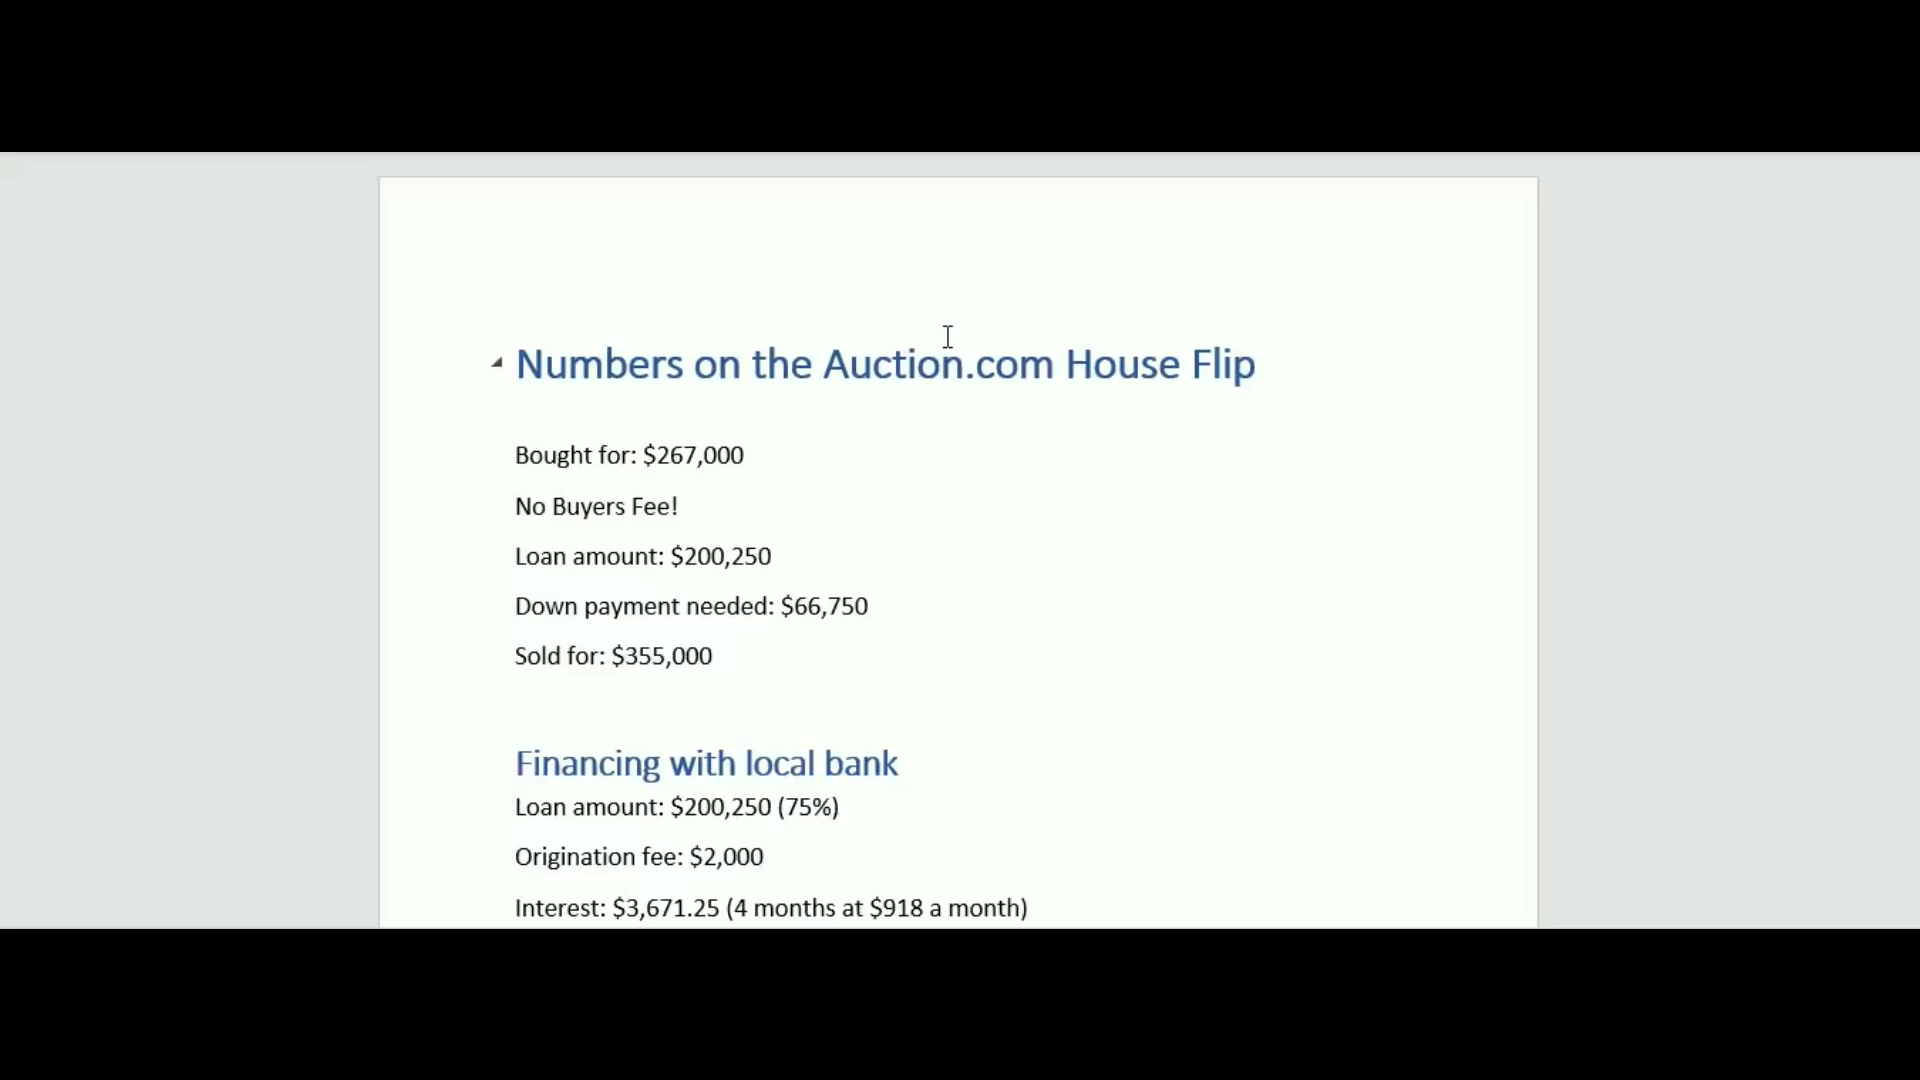 Numbers on the Auction.com House Flip
Bought for: $267,000
No Buyers Fee!
Loan amount: $200,250
Down payment needed: $66,750
Sold for: $355,000
Financing with local bank
Loan amount: $200,250 (75%)
Origination fee: $2,000
Interest: $3,671.25 (4 months at $918 a month)